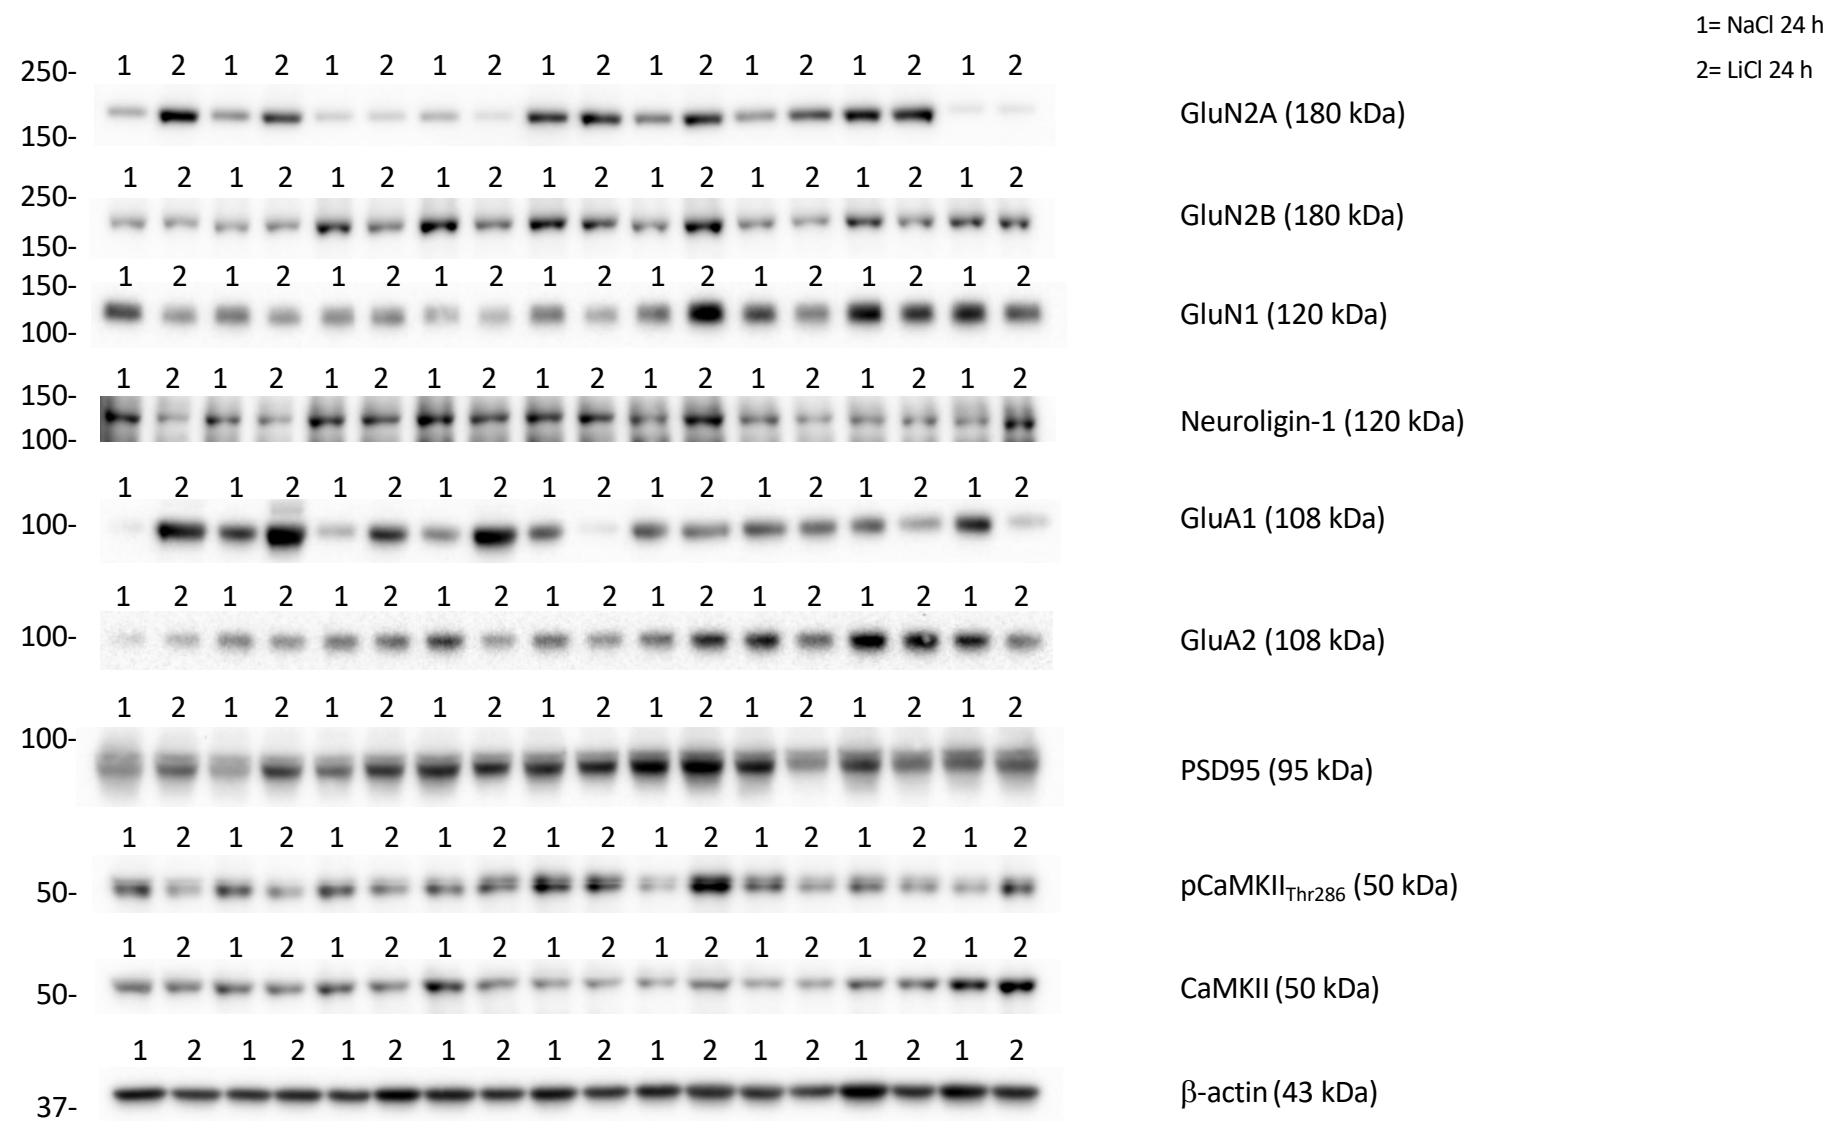 1= NaCl 24 h
1 2 1 2 1 2 1 2 1 2 1 2 1 2 1 2 1 2
250-
2= LiCl 24 h
GluN2A (180 kDa)
150-
1 2 1 2 1 2 1 2 1 2 1 2 1 2 1 2 1 2
250-
GluN2B (180 kDa)
150-
1 2 1 2 1 2 1 2 1 2 1 2 1 2 1 2 1 2
150-
GluN1 (120 kDa)
100-
1 2 1 2 1 2 1 2 1 2 1 2 1 2 1 2 1 2
150-
Neuroligin-1 (120 kDa)
100-
1 2 1 2 1 2 1 2 1 2 1 2 1 2 1 2 1 2
100-
GluA1 (108 kDa)
1 2 1 2 1 2 1 2 1 2 1 2 1 2 1 2 1 2
100-
GluA2 (108 kDa)
1 2 1 2 1 2 1 2 1 2 1 2 1 2 1 2 1 2
100-
PSD95 (95 kDa)
1 2 1 2 1 2 1 2 1 2 1 2 1 2 1 2 1 2
50-
pCaMKIIThr286 (50 kDa)
1 2 1 2 1 2 1 2 1 2 1 2 1 2 1 2 1 2
50-
CaMKII (50 kDa)
1 2 1 2 1 2 1 2 1 2 1 2 1 2 1 2 1 2
37-
β-actin (43 kDa)